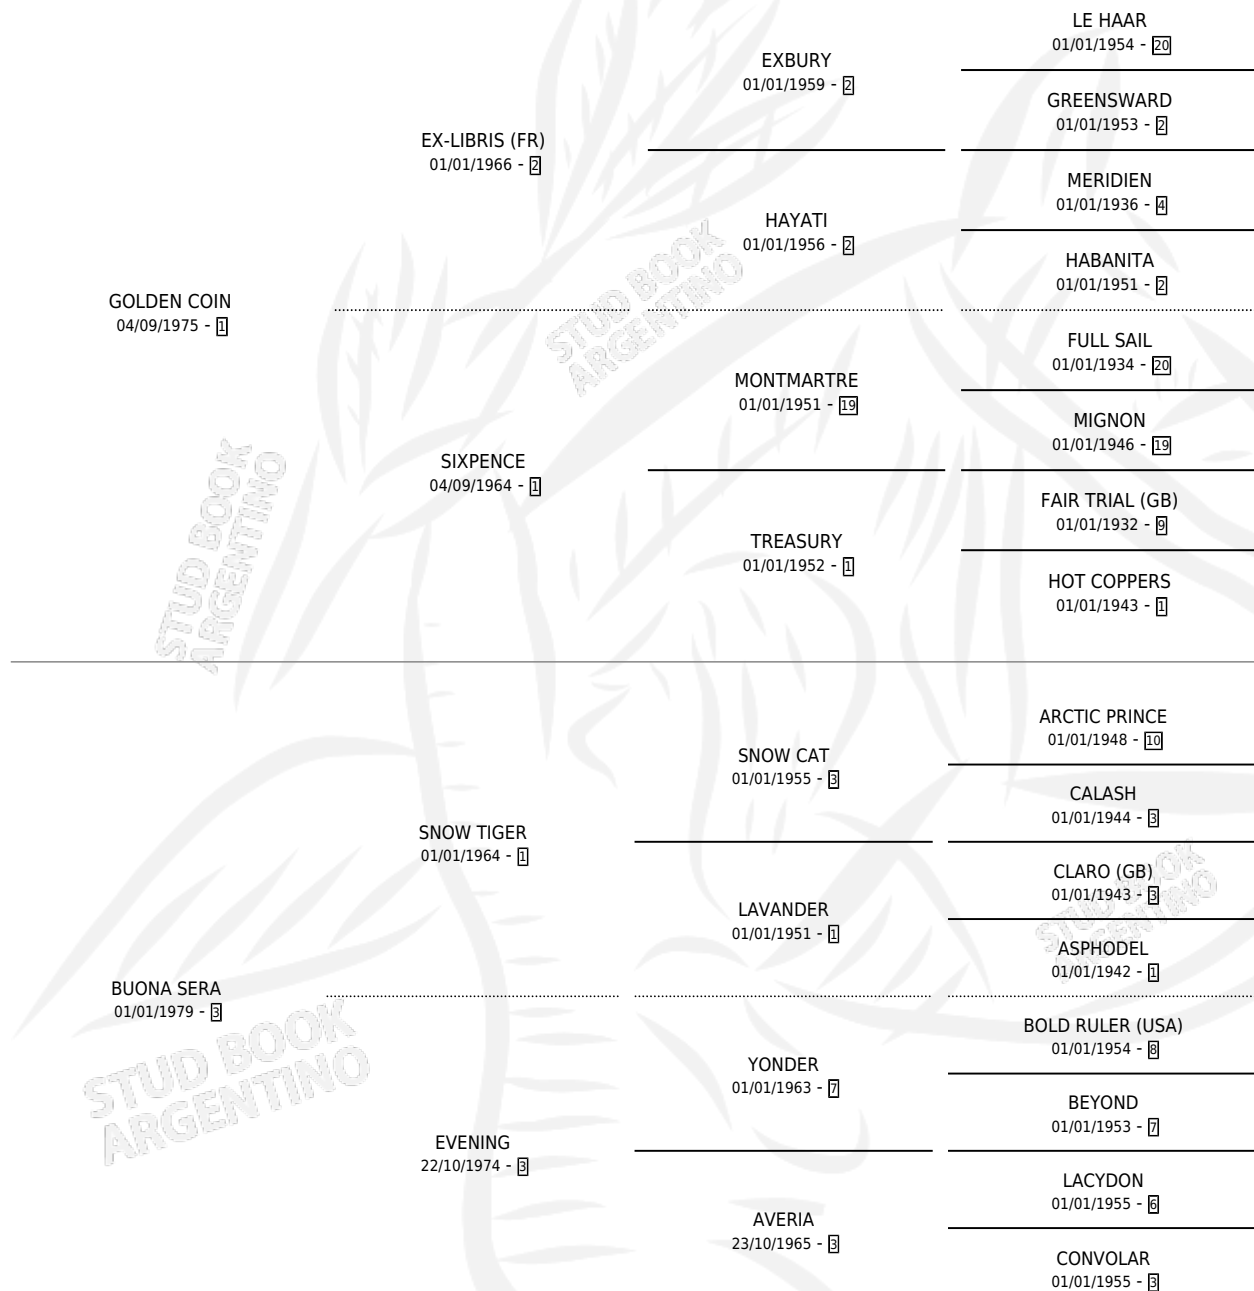 LE HAAR
01/01/1954 - 20
EXBURY
01/01/1959 - 2
GREENSWARD
01/01/1953 - 2
EX-LIBRIS (FR)
01/01/1966 - 2
MERIDIEN
01/01/1936 - 4
HAYATI
01/01/1956 - 2
HABANITA
01/01/1951 - 2
GOLDEN COIN
04/09/1975 - 1
STUD BOOK
ARGENTINO
FULL SAIL
01/01/1934 - 20
MONTMARTRE
01/01/1951 - 19
MIGNON
01/01/1946 - 19
SIXPENCE
04/09/1964 - 1
STUD BOOK
ARGENTINO
FAIR TRIAL (GB)
01/01/1932 - 9
TREASURY
01/01/1952 - 1
HOT COPPERS
01/01/1943 - 1
ARCTIC PRINCE
01/01/1948 - 10
SNOW CAT
01/01/1955 - 3
CALASH
01/01/1944 - 3
SNOW TIGER
01/01/1964 - 1
CLARO (GB)
01/01/1943 - 3
STUD BOOK
ARGENTINO
LAVANDER
01/01/1951 - 1
ASPHODEL
01/01/1942 - 1
BUONA SERA
01/01/1979 - 3
STUD BOOK
ARGENTINO
BOLD RULER (USA)
01/01/1954 - 8
YONDER
01/01/1963 - 7
BEYOND
01/01/1953 - 7
EVENING
22/10/1974 - 3
LACYDON
01/01/1955 - 6
AVERIA
23/10/1965 - 3
CONVOLAR
01/01/1955 - 3